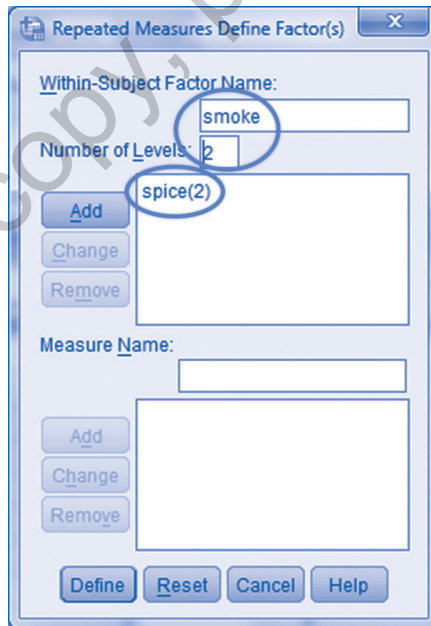 Repeated Measures Define Factor(s)
Within-Subject Factor Name:
smoke
Number of Levels: 2
spice(2)
Add
Change
Remove
Measure Name:
Add
Change
Remove
Define Reset Cancel Help
copy,